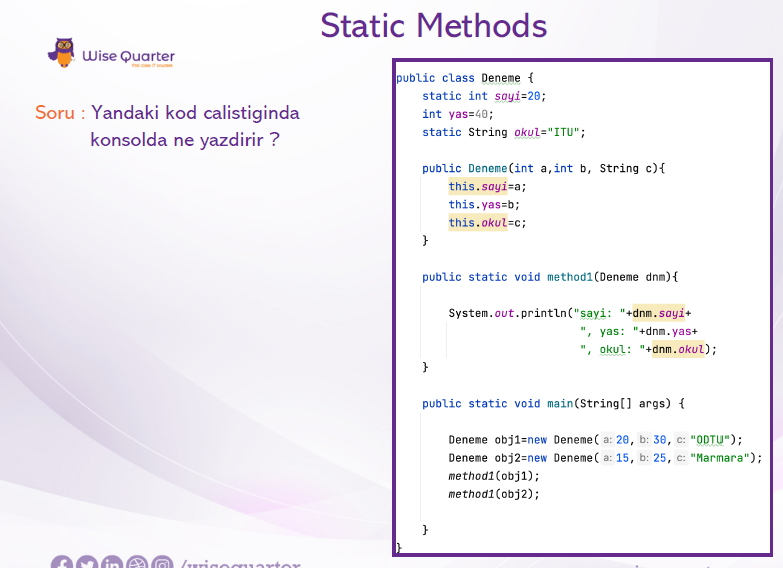 Static Methods
Wise Quarter
Soru : Yandaki kod calistiginda
konsolda ne yazdirir ?
public class Deneme {
static int sayi=20;
int yas=40;
static String okul="ITU";
public Deneme(int a,int b, String c){
this.sayi=a;
this.yas=b;
this.okul=c;
}
public static void method1(Deneme dnm){
System.out.println("sayi: "+dnm.sayi+
", yas: "+dnm.yas+
", okul: "+dnm.okul);
}
public static void main(String[] args) {
Deneme obj1=new Deneme( a: 20, b: 30, c: "ODTU");
Deneme obj2=new Deneme( a: 15, b: 25, c: "Marmara");
method1(obj1);
method1(obj2);
}
}
/wisequarter